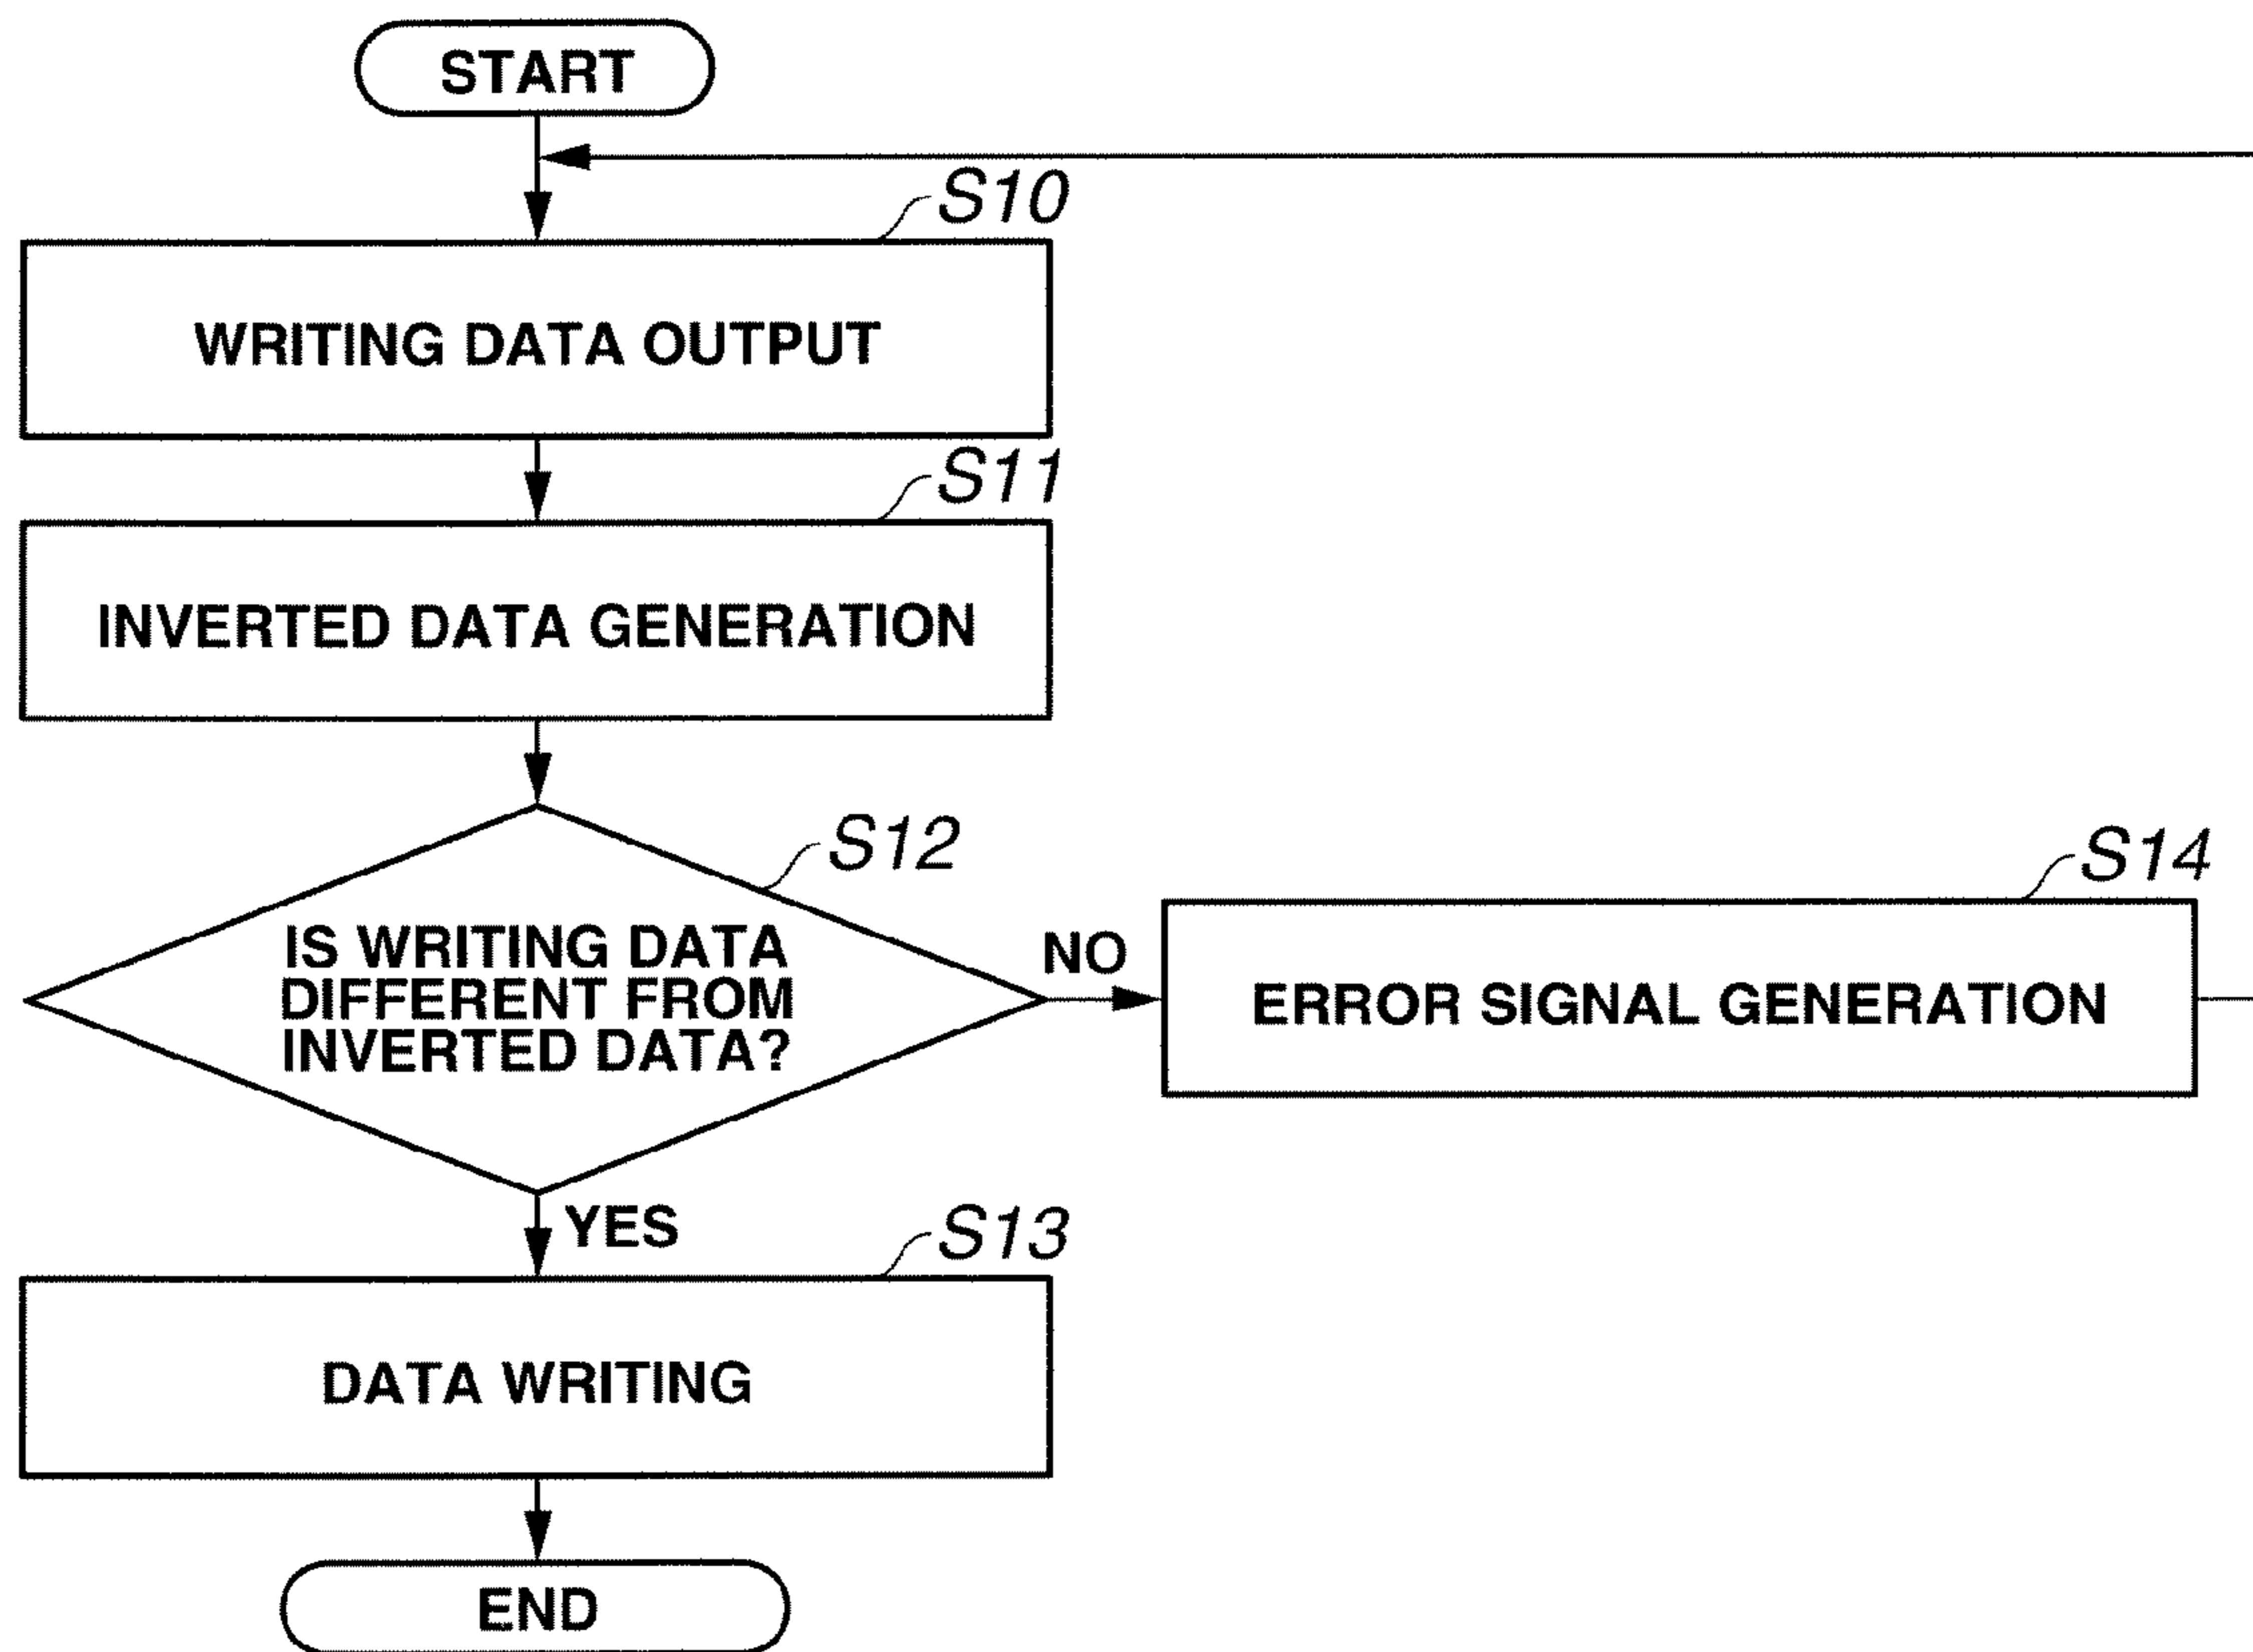 START
S10
WRITING DATA OUTPUT
S11
INVERTED DATA GENERATION
S12
IS WRITING DATA
DIFFERENT FROM
INVERTED DATA?
NO
S14
ERROR SIGNAL GENERATION
YES
S13
DATA WRITING
END